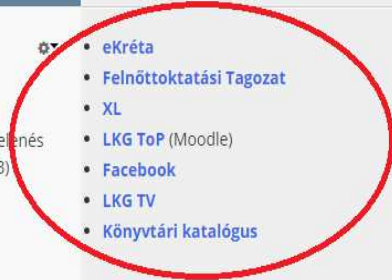 eKréta
Felnőttoktatási Tagozat
XL
LKG ToP (Moodle)
Facebook
LKG TV
Könyvtári katalógus